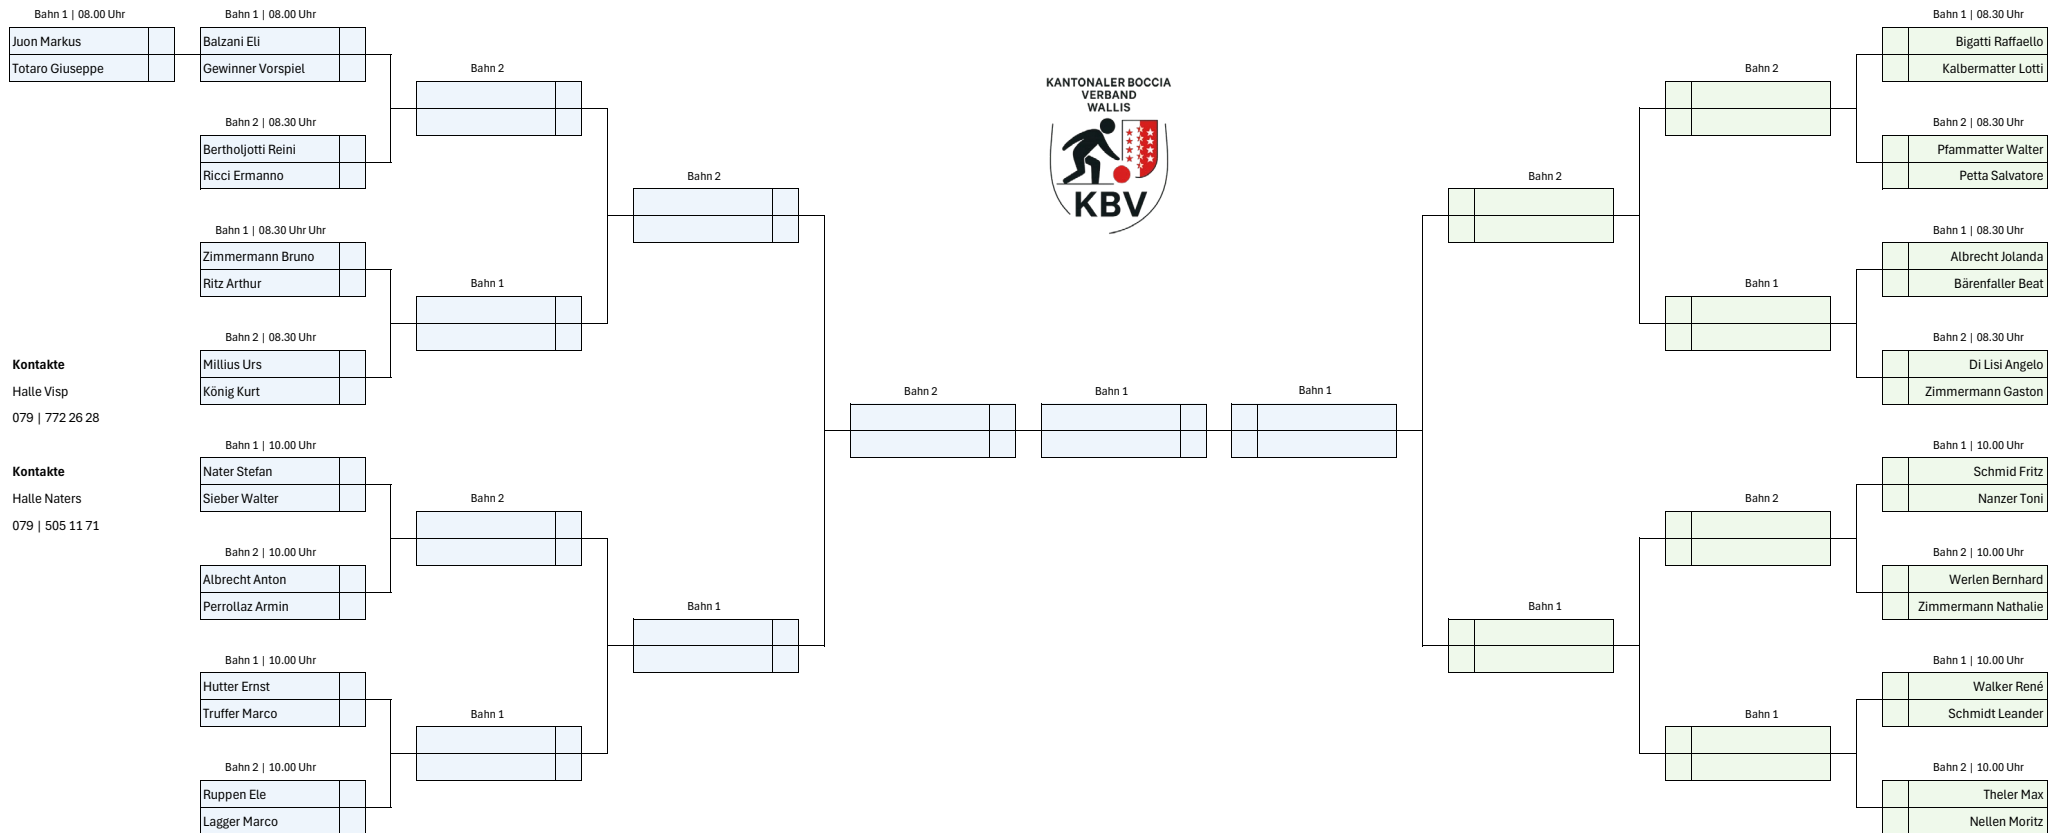 Bahn 1 | 08.00 Uhr
Juon Markus
Totaro Giuseppe
Bahn 1 | 08.00 Uhr
Balzani Eli
Gewinner Vorspiel
Bahn 2 | 08.30 Uhr
Bertholjotti Reini
Ricci Ermanno
Bahn 1 | 08.30 Uhr Uhr
Zimmermann Bruno
Ritz Arthur
Bahn 2 | 08.30 Uhr
Millius Urs
König Kurt
Bahn 1 | 10.00 Uhr
Nater Stefan
Sieber Walter
Bahn 2 | 10.00 Uhr
Albrecht Anton
Perrollaz Armin
Bahn 1 | 10.00 Uhr
Hutter Ernst
Truffer Marco
Bahn 2 | 10.00 Uhr
Ruppen Ele
Lagger Marco
Kontakte
Halle Visp
079 | 772 26 28
Kontakte
Halle Naters
079 | 505 11 71
Bahn 2
Bahn 1
Bahn 2
Bahn 1
Bahn 2
Bahn 1
KANTONALER BOCCIA
VERBAND
WALLIS
KBV
Bahn 2
Bahn 1
Bahn 1
Bahn 2
Bahn 1
Bahn 2
Bahn 1
Bahn 2
Bahn 1
Bahn 1 | 08.30 Uhr
Bigatti Raffaello
Kalbermatter Lotti
Bahn 2 | 08.30 Uhr
Pfammatter Walter
Petta Salvatore
Bahn 1 | 08.30 Uhr
Albrecht Jolanda
Bärenfaller Beat
Bahn 2 | 08.30 Uhr
Di Lisi Angelo
Zimmermann Gaston
Bahn 1 | 10.00 Uhr
Schmid Fritz
Nanzer Toni
Bahn 2 | 10.00 Uhr
Werlen Bernhard
Zimmermann Nathalie
Bahn 1 | 10.00 Uhr
Walker René
Schmidt Leander
Bahn 2 | 10.00 Uhr
Theler Max
Nellen Moritz